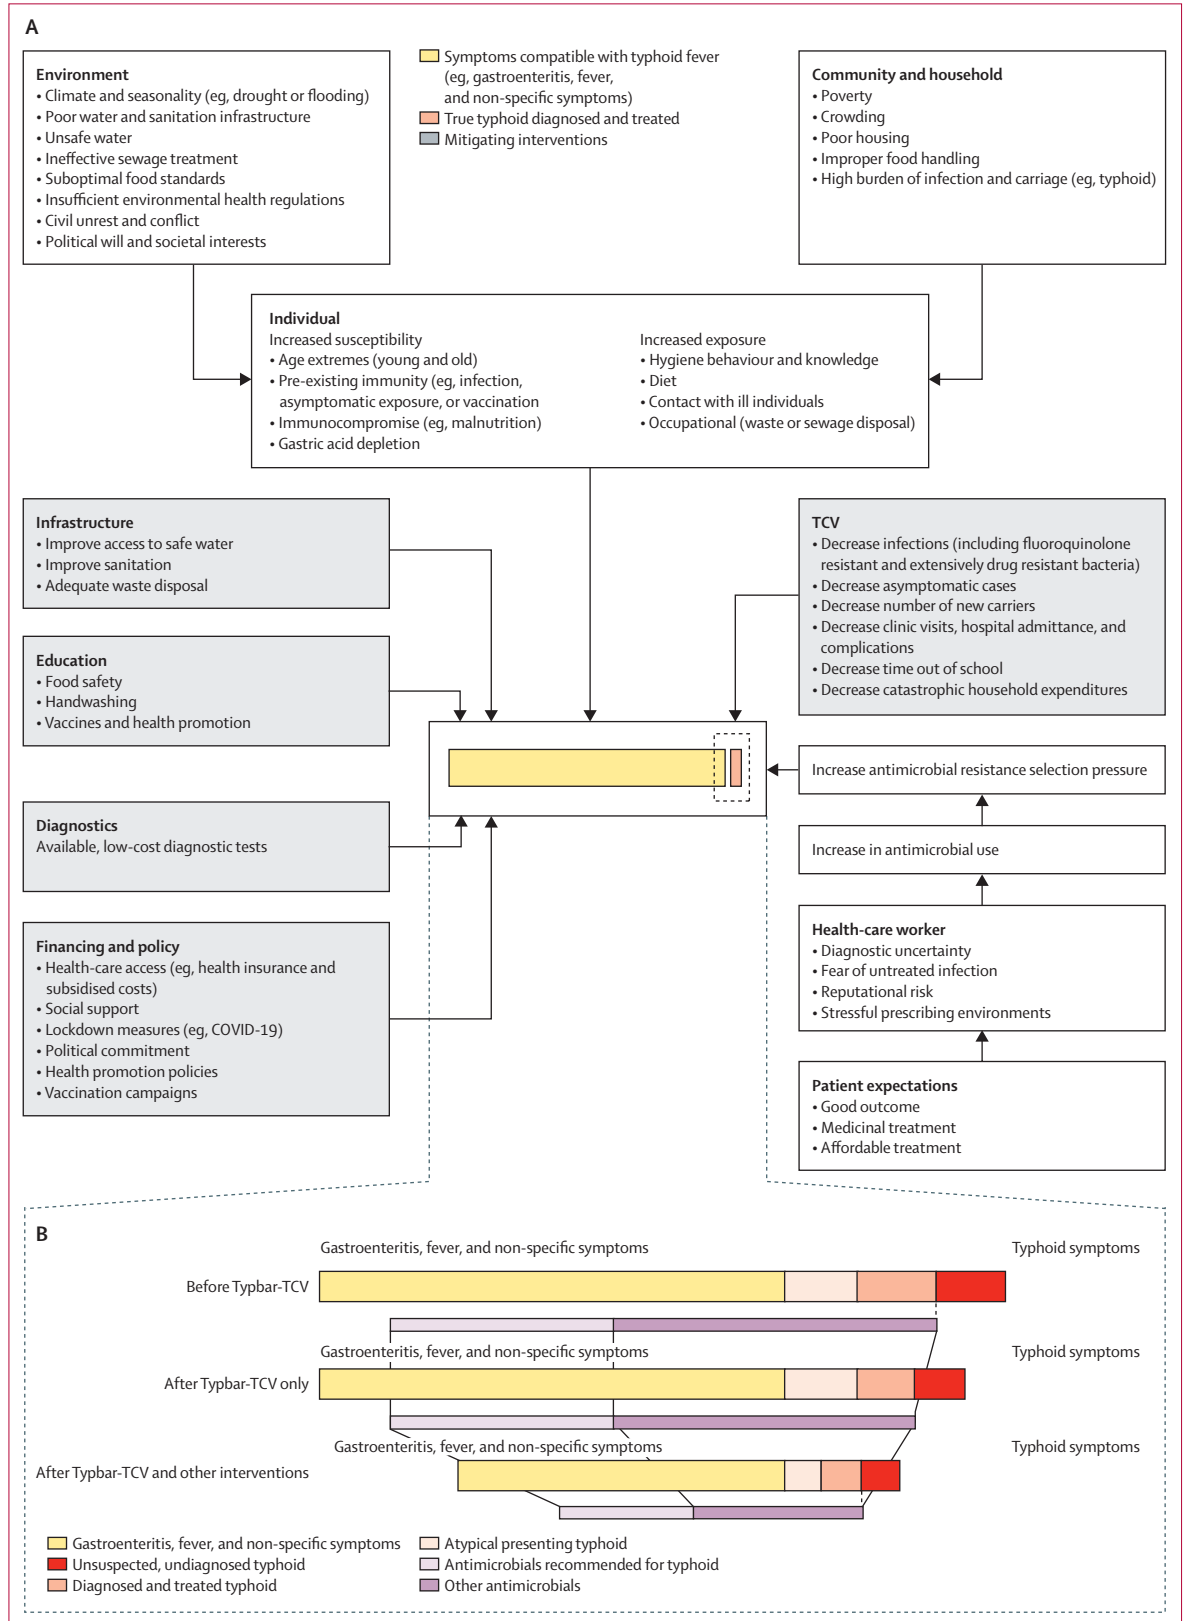 A
Environment
• Climate and seasonality (eg, drought or flooding)
• Poor water and sanitation infrastructure
• Unsafe water
• Ineffective sewage treatment
• Suboptimal food standards
• Insufficient environmental health regulations
• Civil unrest and conflict
• Political will and societal interests
Symptoms compatible with typhoid fever
(eg, gastroenteritis, fever,
and non-specific symptoms)
True typhoid diagnosed and treated
Mitigating interventions
Community and household
• Poverty
• Crowding
• Poor housing
• Improper food handling
• High burden of infection and carriage (eg, typhoid)
Individual
Increased susceptibility
• Age extremes (young and old)
• Pre-existing immunity (eg, infection,
asymptomatic exposure, or vaccination
• Immunocompromise (eg, malnutrition)
• Gastric acid depletion
Increased exposure
• Hygiene behaviour and knowledge
• Diet
• Contact with ill individuals
• Occupational (waste or sewage disposal)
Infrastructure
• Improve access to safe water
• Improve sanitation
• Adequate waste disposal
Education
• Food safety
• Handwashing
• Vaccines and health promotion
Diagnostics
Available, low-cost diagnostic tests
Financing and policy
• Health-care access (eg, health insurance and
subsidised costs)
• Social support
• Lockdown measures (eg, COVID-19)
• Political commitment
• Health promotion policies
• Vaccination campaigns
TCV
• Decrease infections (including fluoroquinolone
resistant and extensively drug resistant bacteria)
• Decrease asymptomatic cases
• Decrease number of new carriers
• Decrease clinic visits, hospital admittance, and
complications
• Decrease time out of school
• Decrease catastrophic household expenditures
Increase antimicrobial resistance selection pressure
Increase in antimicrobial use
Health-care worker
• Diagnostic uncertainty
• Fear of untreated infection
• Reputational risk
• Stressful prescribing environments
Patient expectations
• Good outcome
• Medicinal treatment
• Affordable treatment
B
Gastroenteritis, fever, and non-specific symptoms
Typhoid symptoms
Before Typbar-TCV
Gastroenteritis, fever, and non-specific symptoms
Typhoid symptoms
After Typbar-TCV only
Gastroenteritis, fever, and non-specific symptoms
Typhoid symptoms
After Typbar-TCV and other interventions
Gastroenteritis, fever, and non-specific symptoms
Unsuspected, undiagnosed typhoid
Diagnosed and treated typhoid
Atypical presenting typhoid
Antimicrobials recommended for typhoid
Other antimicrobials